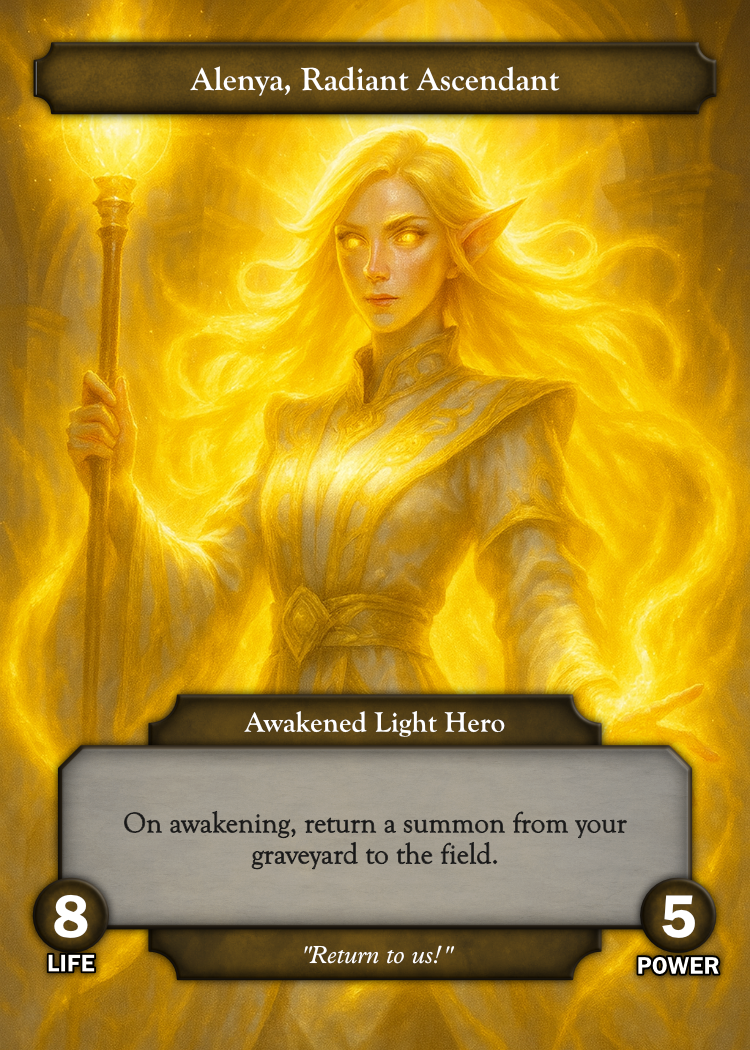 Alenya, Radiant Ascendant
Awakened Light Hero
On awakening, return a summon from your
graveyard to the field.
8
LIFE
5
POWER
"Return to us!"